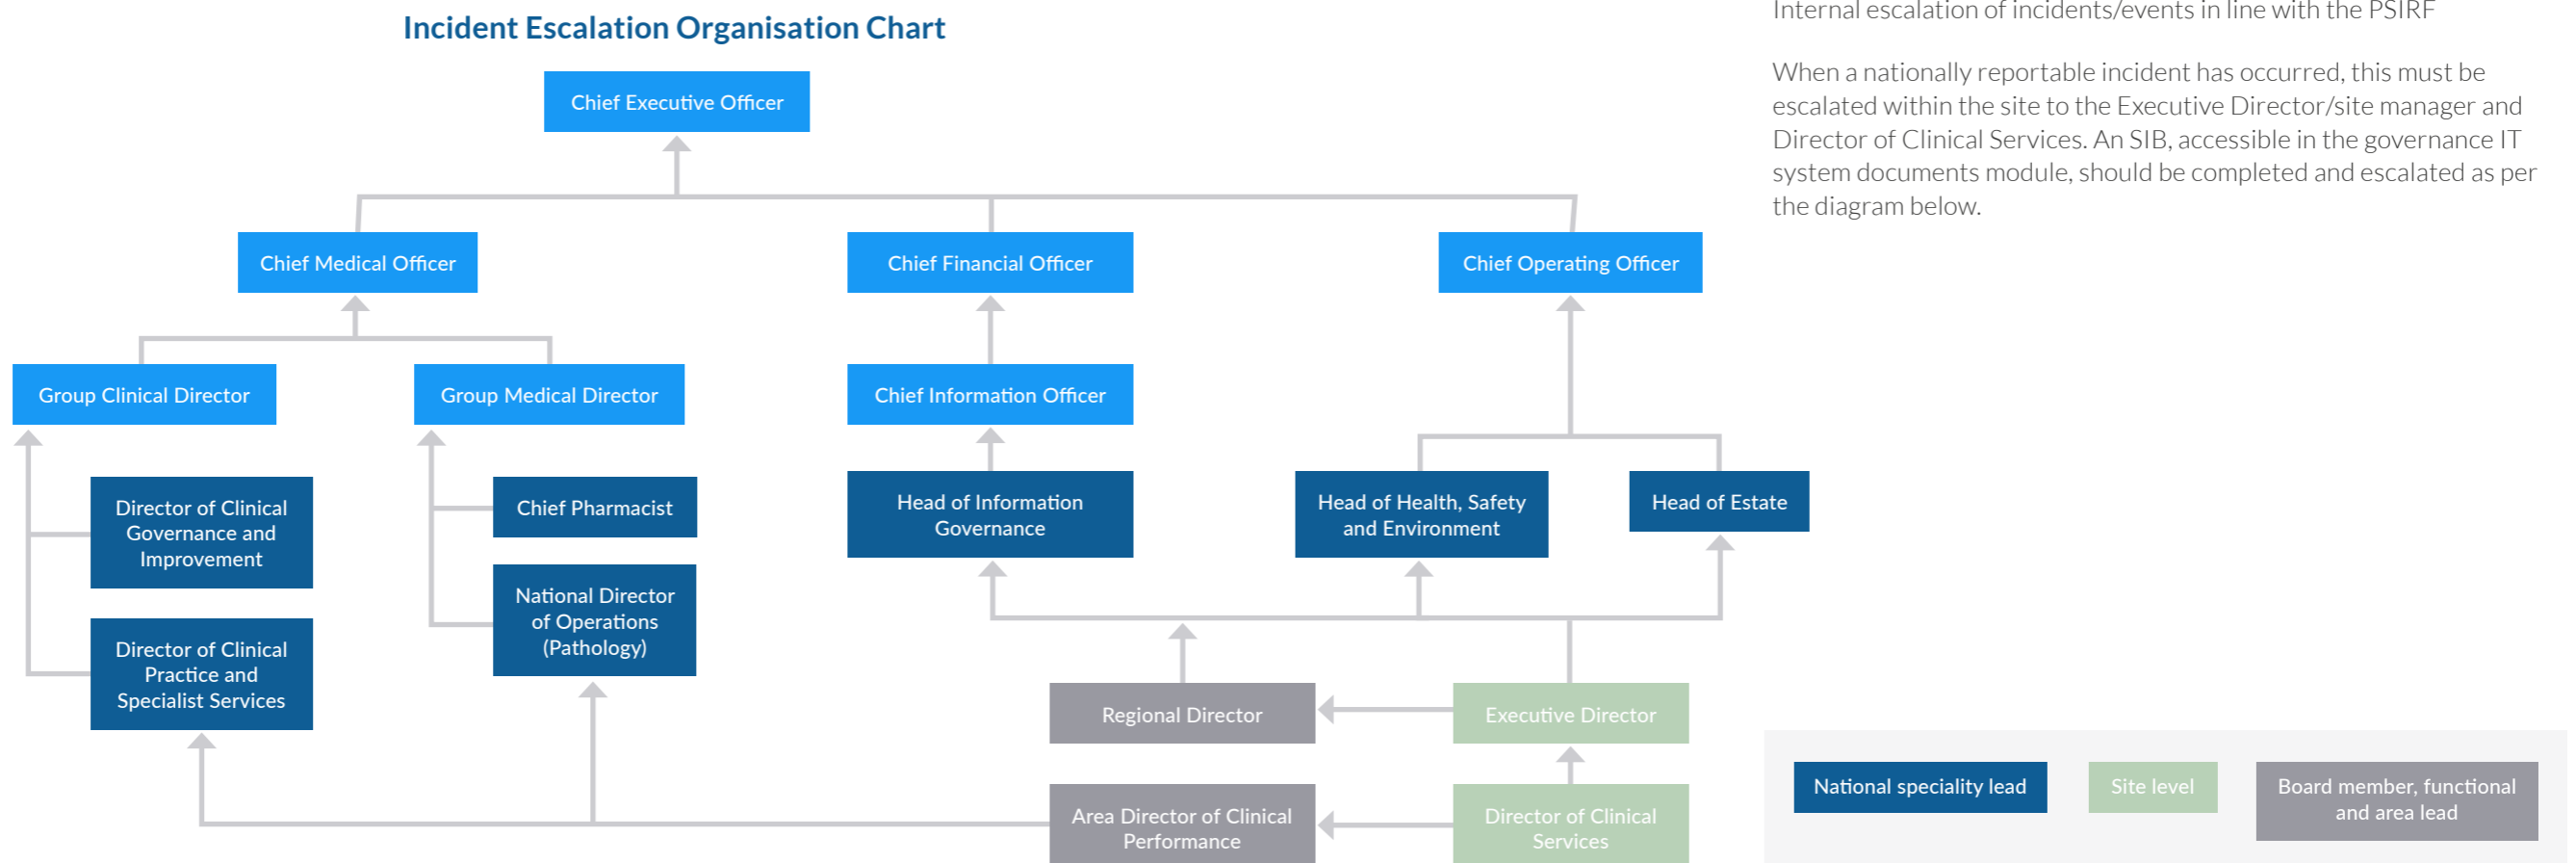 Incident Escalation Organisation Chart
Internal escalation of incidents/events in line with the PSIRF
When a nationally reportable incident has occurred, this must be
escalated within the site to the Executive Director/site manager and
Director of Clinical Services. An SIB, accessible in the governance IT
system documents module, should be completed and escalated as per
the diagram below.
Chief Executive Officer
Chief Medical Officer
Chief Financial Officer
Chief Operating Officer
Group Clinical Director
Group Medical Director
Chief Information Officer
Director of Clinical
Governance and
Improvement
Chief Pharmacist
Head of Information
Governance
Head of Health, Safety
and Environment
Head of Estate
National Director
of Operations
(Pathology)
Director of Clinical
Practice and
Specialist Services
Regional Director
Executive Director
Area Director of Clinical
Performance
Director of Clinical
Services
National speciality lead
Site level
Board member, functional
and area lead